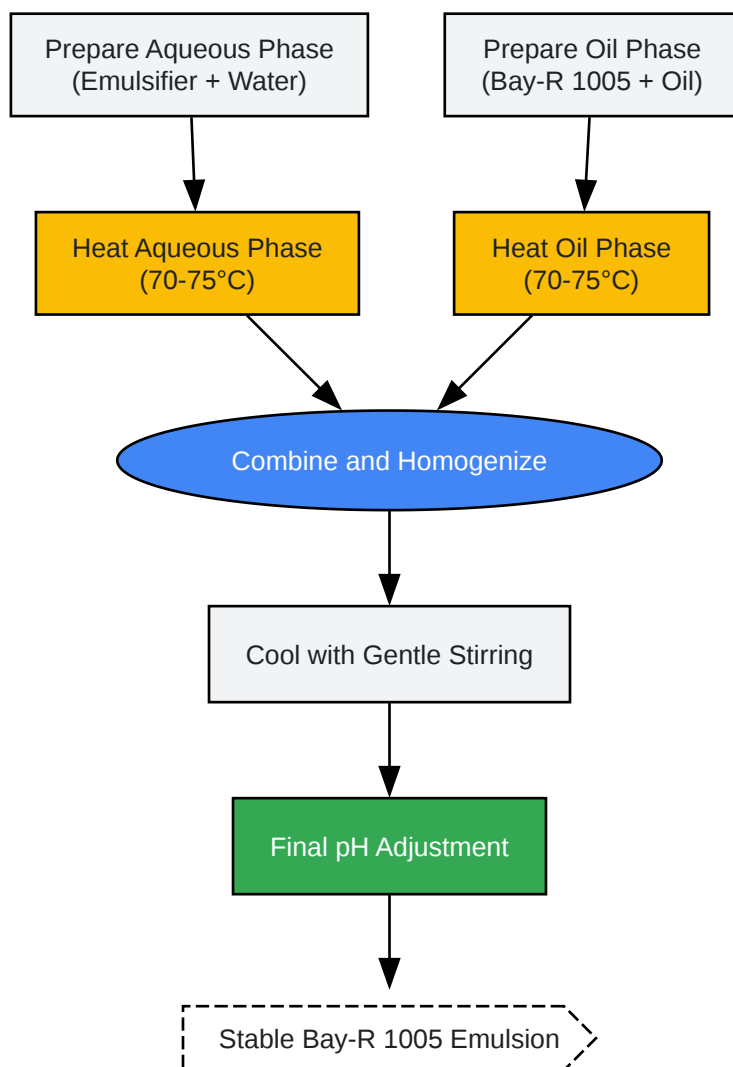 Prepare Aqueous Phase
(Emulsifier + Water)
Prepare Oil Phase
(Bay-R 1005 + Oil)
Heat Aqueous Phase
(70-75°C)
Heat Oil Phase
(70-75°C)
Combine and Homogenize
Cool with Gentle Stirring
Final pH Adjustment
Stable Bay-R 1005 Emulsion